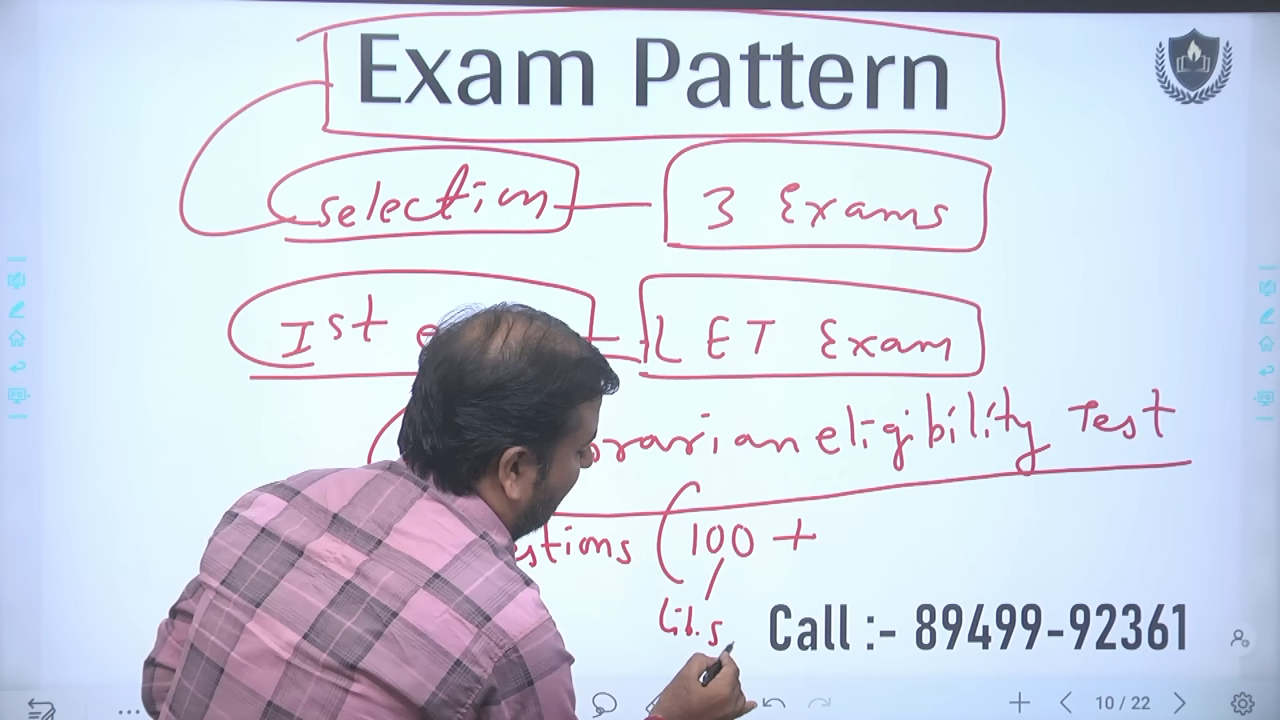 Exam Pattern
selection — 3 Exams
Ist LET Exam
eligibility Test
(100 +
lib. s
Call :- 89499-92361
10 / 22